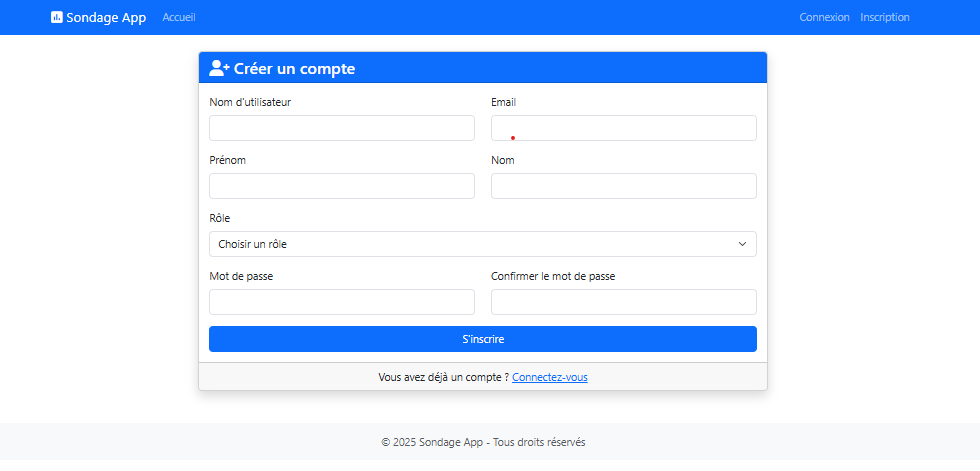 Sondage App Accueil Connexion Inscription
Créer un compte
Nom d'utilisateur Email
Prénom Nom
Rôle
Choisir un rôle
Mot de passe Confirmer le mot de passe
S'inscrire
Vous avez déjà un compte ? Connectez-vous
© 2025 Sondage App - Tous droits réservés